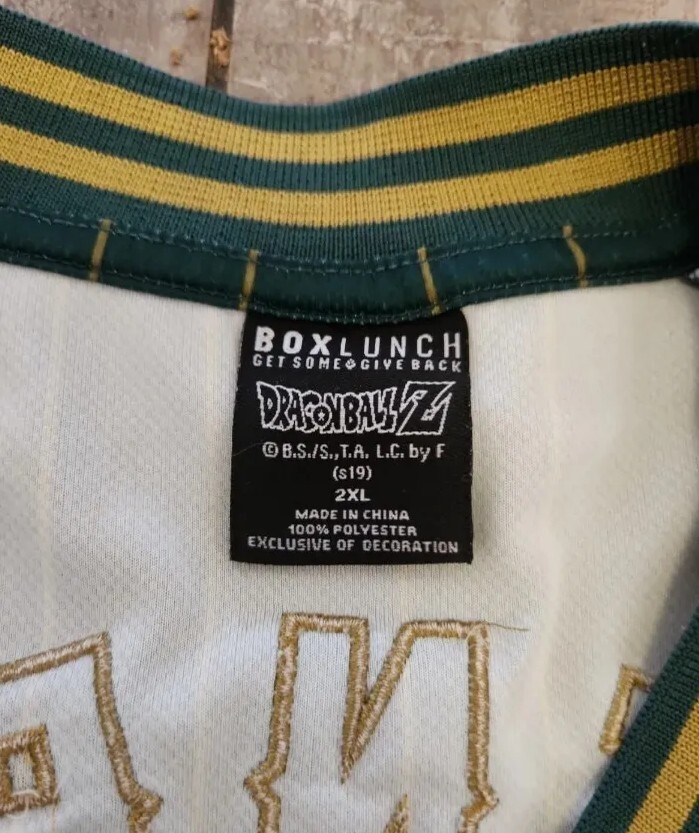 BOXLUNCH
GET SOME GIVE BACK
DRAGONBALL Z
©B.S./S.,T.A. L.C. by F
(s19)
2XL
MADE IN CHINA
100% POLYESTER
EXCLUSIVE OF DECORATION